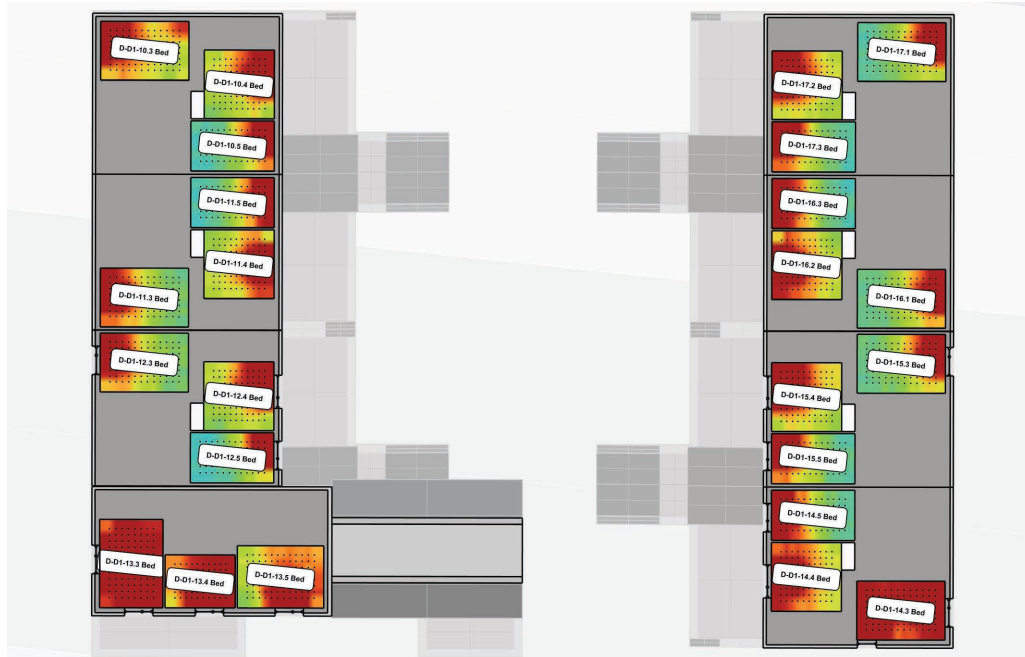 D-D1-10.3 Bed
D-D1-10.4 Bed
D-D1-10.5 Bed
D-D1-11.5 Bed
D-D1-11.4 Bed
D-D1-11.3 Bed
D-D1-12.3 Bed
D-D1-12.4 Bed
D-D1-12.5 Bed
D-D1-13.3 Bed
D-D1-13.4 Bed
D-D1-13.5 Bed
D-D1-17.1 Bed
D-D1-17.2 Bed
D-D1-17.3 Bed
D-D1-16.3 Bed
D-D1-16.2 Bed
D-D1-16.1 Bed
D-D1-15.3 Bed
D-D1-15.4 Bed
D-D1-15.5 Bed
D-D1-14.5 Bed
D-D1-14.4 Bed
D-D1-14.3 Bed